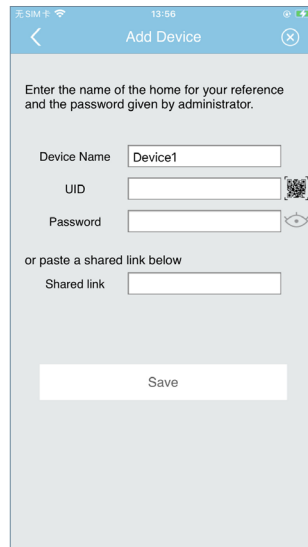 无SIM卡 13:56
Add Device
Enter the name of the home for your reference
and the password given by administrator.
Device Name Device1
UID
Password
or paste a shared link below
Shared link
Save